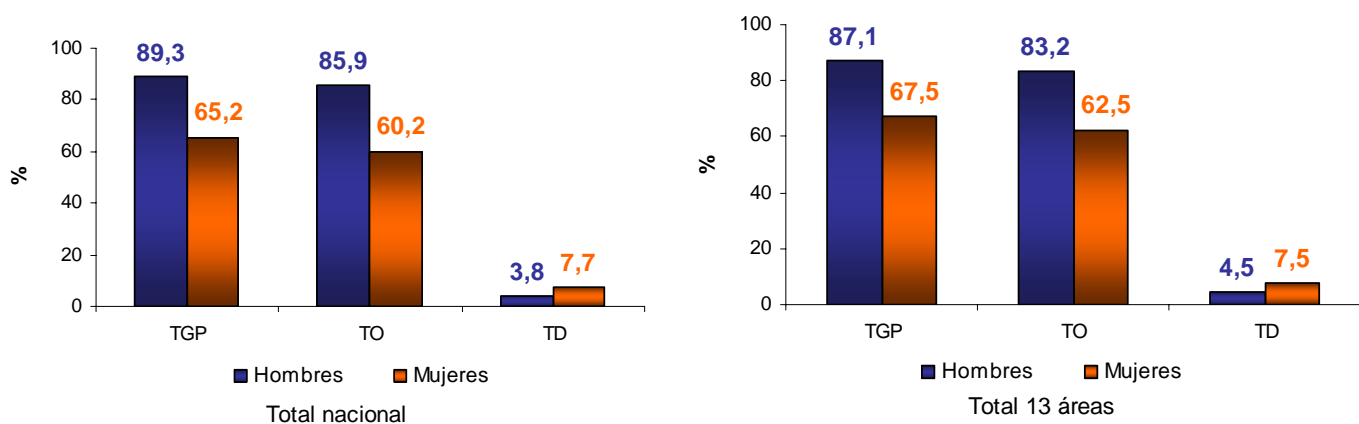 %
100
80
60
40
20
0
89,3
65,2
85,9
60,2
3,8
7,7
TGP
TO
TD
Hombres
Mujeres
Total nacional
%
100
80
60
40
20
0
87,1
67,5
83,2
62,5
4,5
7,5
TGP
TO
TD
Hombres
Mujeres
Total 13 áreas